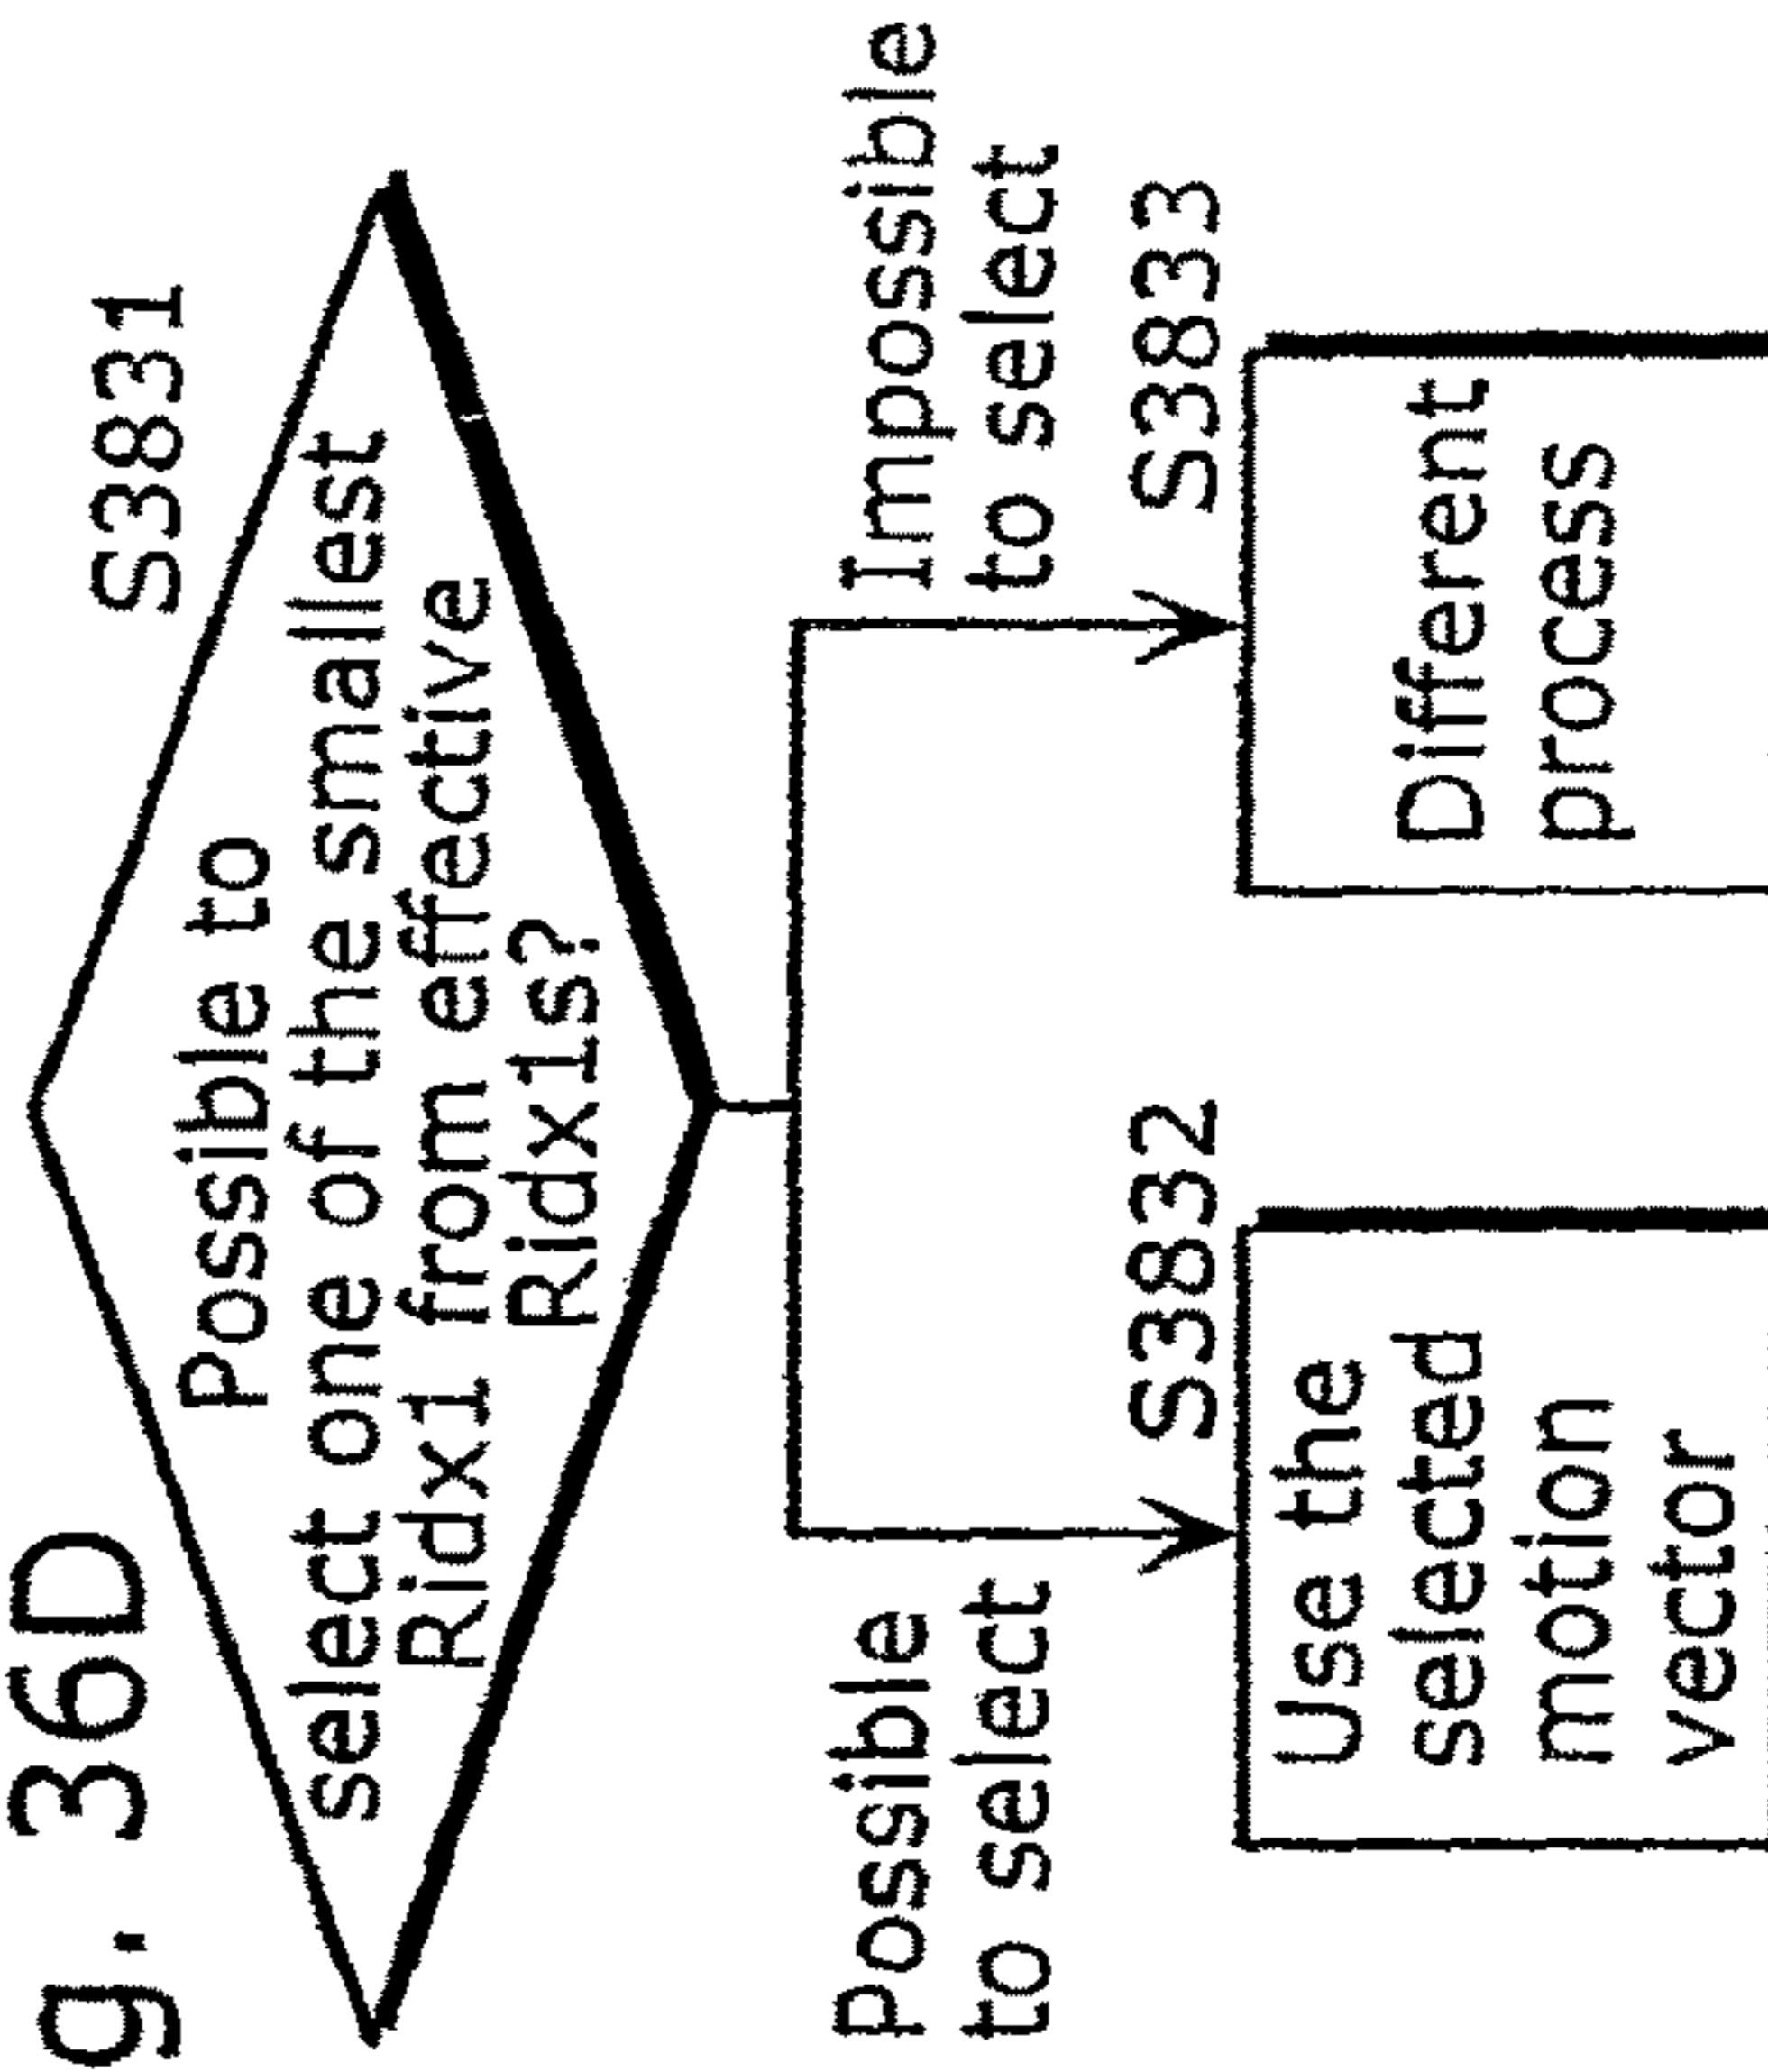 g. 36D
S3831
Possible to
select one of the smallest
Ridx1 from effective
Ridx1s?
Possible
to select
Impossible
to select
S3832
Use the
selected
motion
vector
S3833
Different
process